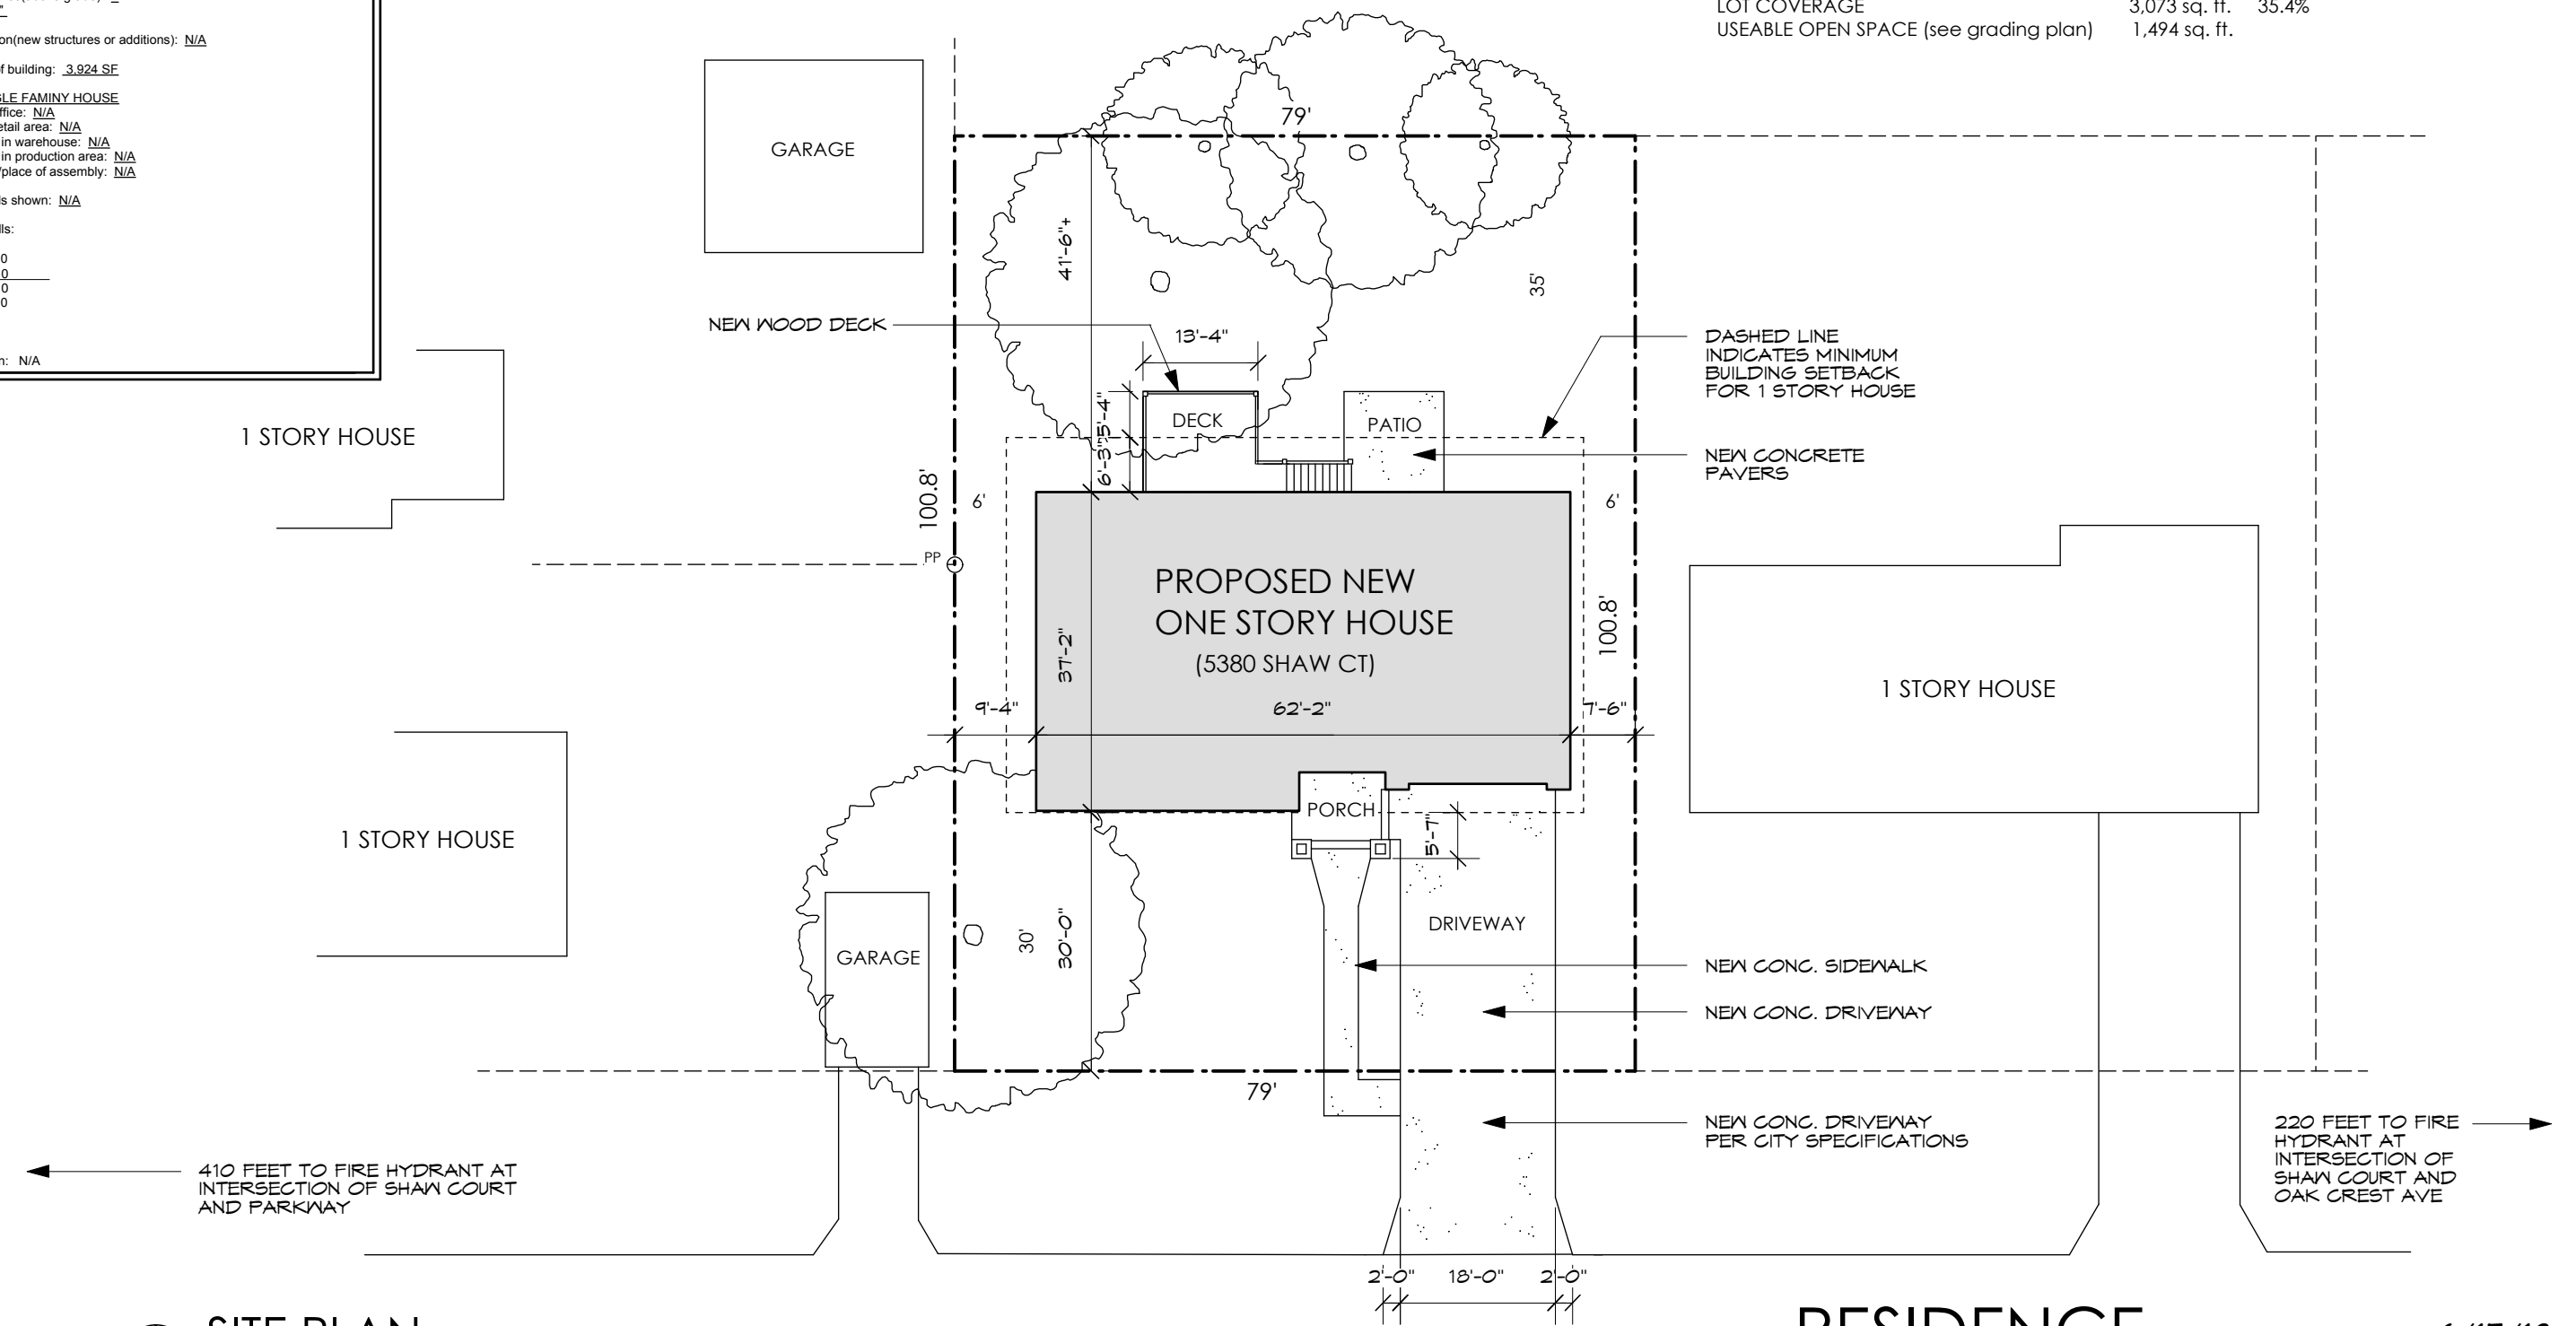 on(new structures or additions): N/A
f building: 3,924 SF
GLE FAMINY HOUSE
ffice: N/A
etail area: N/A
in warehouse: N/A
in production area: N/A
/place of assembly: N/A
ls shown: N/A
lls:
0
0
0
0
n: N/A
LOT COVERAGE 3,073 sq. ft. 35.4%
USEABLE OPEN SPACE (see grading plan) 1,494 sq. ft.
GARAGE
79'
41'-6"+
35'
NEW WOOD DECK
13'-4"
DASHED LINE
INDICATES MINIMUM
BUILDING SETBACK
FOR 1 STORY HOUSE
1 STORY HOUSE
5'-4"
6'-3"
DECK
PATIO
NEW CONCRETE
PAVERS
100.8'
6'
6'
PP
PROPOSED NEW
ONE STORY HOUSE
(5380 SHAW CT)
37'-2"
100.8'
9'-4"
62'-2"
7'-6"
1 STORY HOUSE
1 STORY HOUSE
PORCH
5'-7"
GARAGE
30'
30'-0"
DRIVEWAY
NEW CONC. SIDEWALK
NEW CONC. DRIVEWAY
79'
NEW CONC. DRIVEWAY
PER CITY SPECIFICATIONS
410 FEET TO FIRE HYDRANT AT
INTERSECTION OF SHAW COURT
AND PARKWAY
220 FEET TO FIRE
HYDRANT AT
INTERSECTION OF
SHAW COURT AND
OAK CREST AVE
2'-0" 18'-0" 2'-0"
SITE PLAN
RESIDENCE